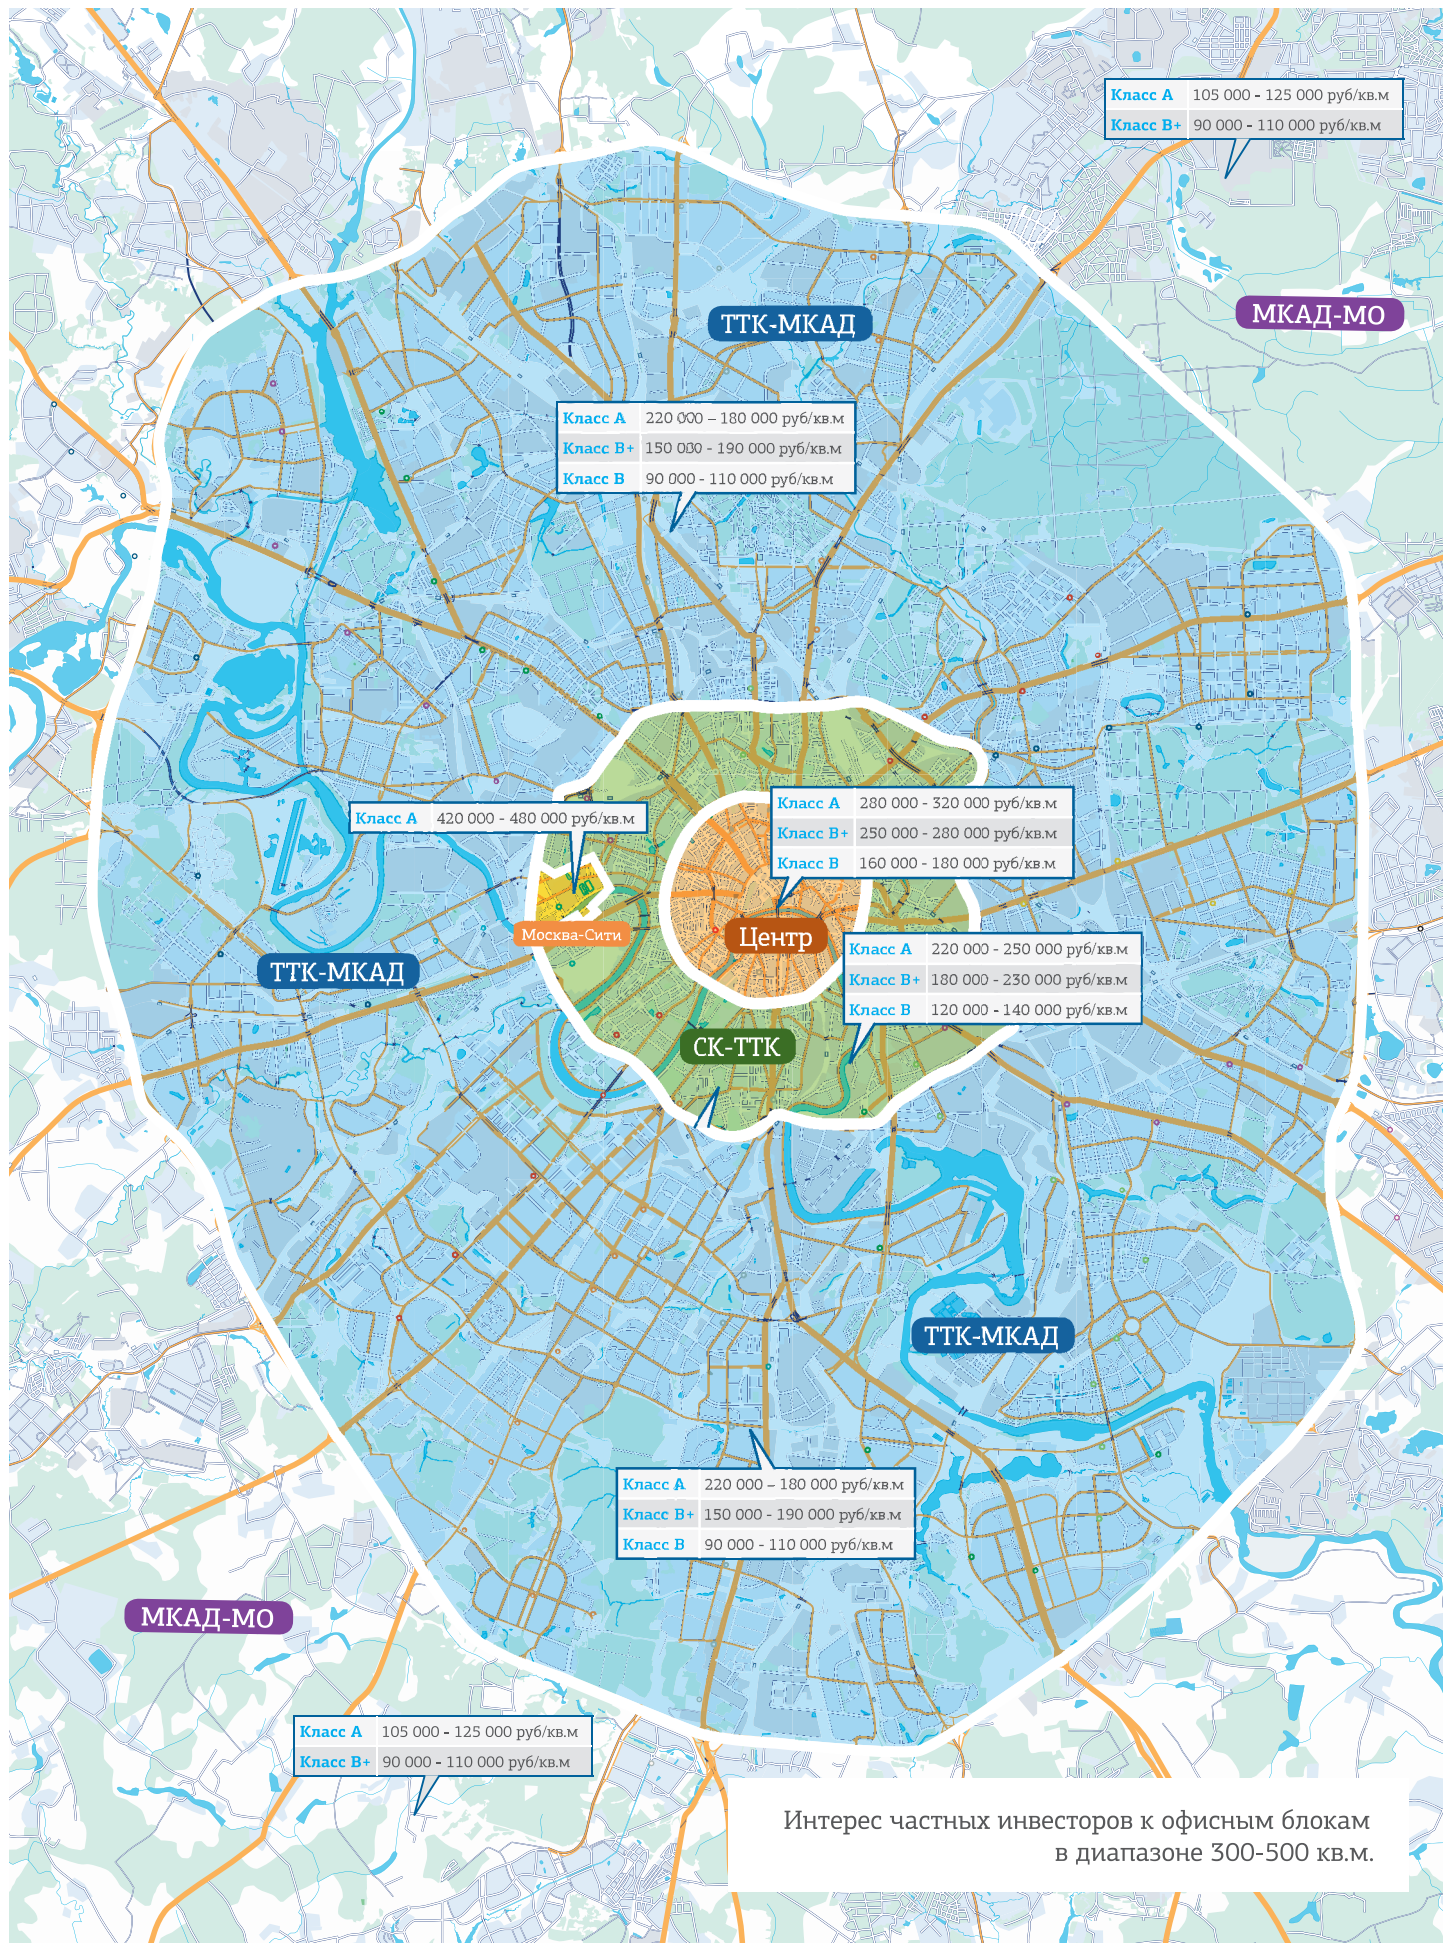 Класс А 105 000 - 125 000 руб/кв.м
Класс В+ 90 000 - 110 000 руб/кв.м
МКАД-МО
ТТК-МКАД
Класс А 220 000 – 180 000 руб/кв.м
Класс В+ 150 000 - 190 000 руб/кв.м
Класс В 90 000 - 110 000 руб/кв.м
Класс А 280 000 - 320 000 руб/кв.м
Класс В+ 250 000 - 280 000 руб/кв.м
Класс В 160 000 - 180 000 руб/кв.м
Класс А 420 000 - 480 000 руб/кв.м
Москва-Сити
Центр
Класс А 220 000 - 250 000 руб/кв.м
Класс В+ 180 000 - 230 000 руб/кв.м
Класс В 120 000 - 140 000 руб/кв.м
ТТК-МКАД
СК-ТТК
ТТК-МКАД
Класс А 220 000 – 180 000 руб/кв.м
Класс В+ 150 000 - 190 000 руб/кв.м
Класс В 90 000 - 110 000 руб/кв.м
МКАД-МО
Класс А 105 000 - 125 000 руб/кв.м
Класс В+ 90 000 - 110 000 руб/кв.м
Интерес частных инвесторов к офисным блокам
в диапазоне 300-500 кв.м.